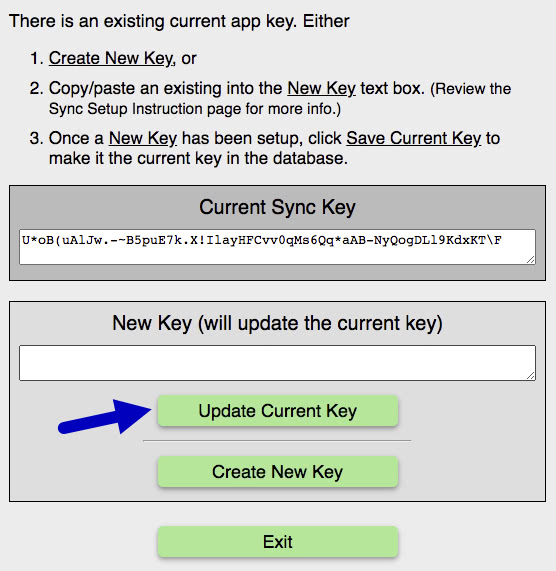 There is an existing current app key. Either
1. Create New Key, or
2. Copy/paste an existing into the New Key text box. (Review the
Sync Setup Instruction page for more info.)
3. Once a New Key has been setup, click Save Current Key to
make it the current key in the database.
Current Sync Key
U*oB(uAlJw.-~B5puE7k.X!IlayHFCvv0qMs6Qq*aAB-NyQogDLl9KdxKT\F
New Key (will update the current key)
Update Current Key
Create New Key
Exit